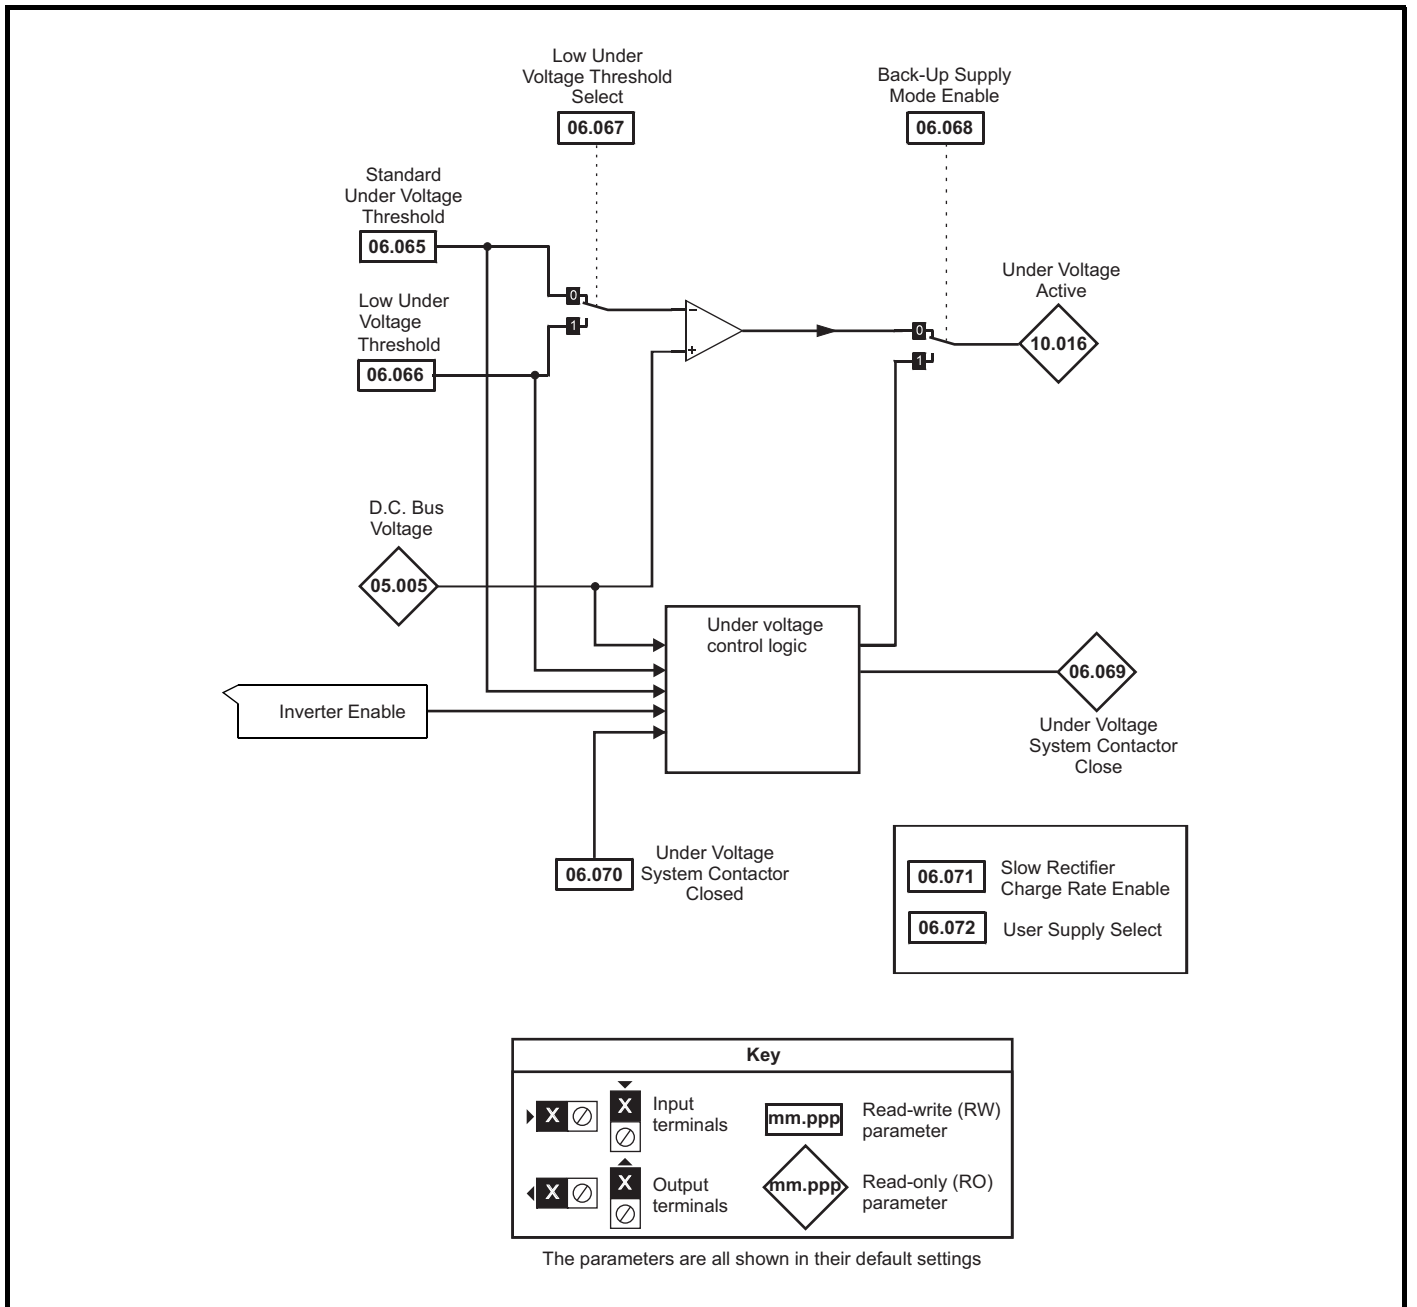 Low Under
Voltage Threshold
Select
06.067
Back-Up Supply
Mode Enable
06.068
Standard
Under Voltage
Threshold
06.065
0
Low Under
Voltage
Threshold
06.066
1
−
+
0
1
Under Voltage
Active
10.016
D.C. Bus
Voltage
05.005
Under voltage
control logic
Inverter Enable
06.069
Under Voltage
System Contactor
Close
06.070
Under Voltage
System Contactor
Closed
06.071
Slow Rectifier
Charge Rate Enable
06.072
User Supply Select
Key
X
X
Input
terminals
mm.ppp
Read-write (RW)
parameter
X
X
Output
terminals
mm.ppp
Read-only (RO)
parameter
The parameters are all shown in their default settings